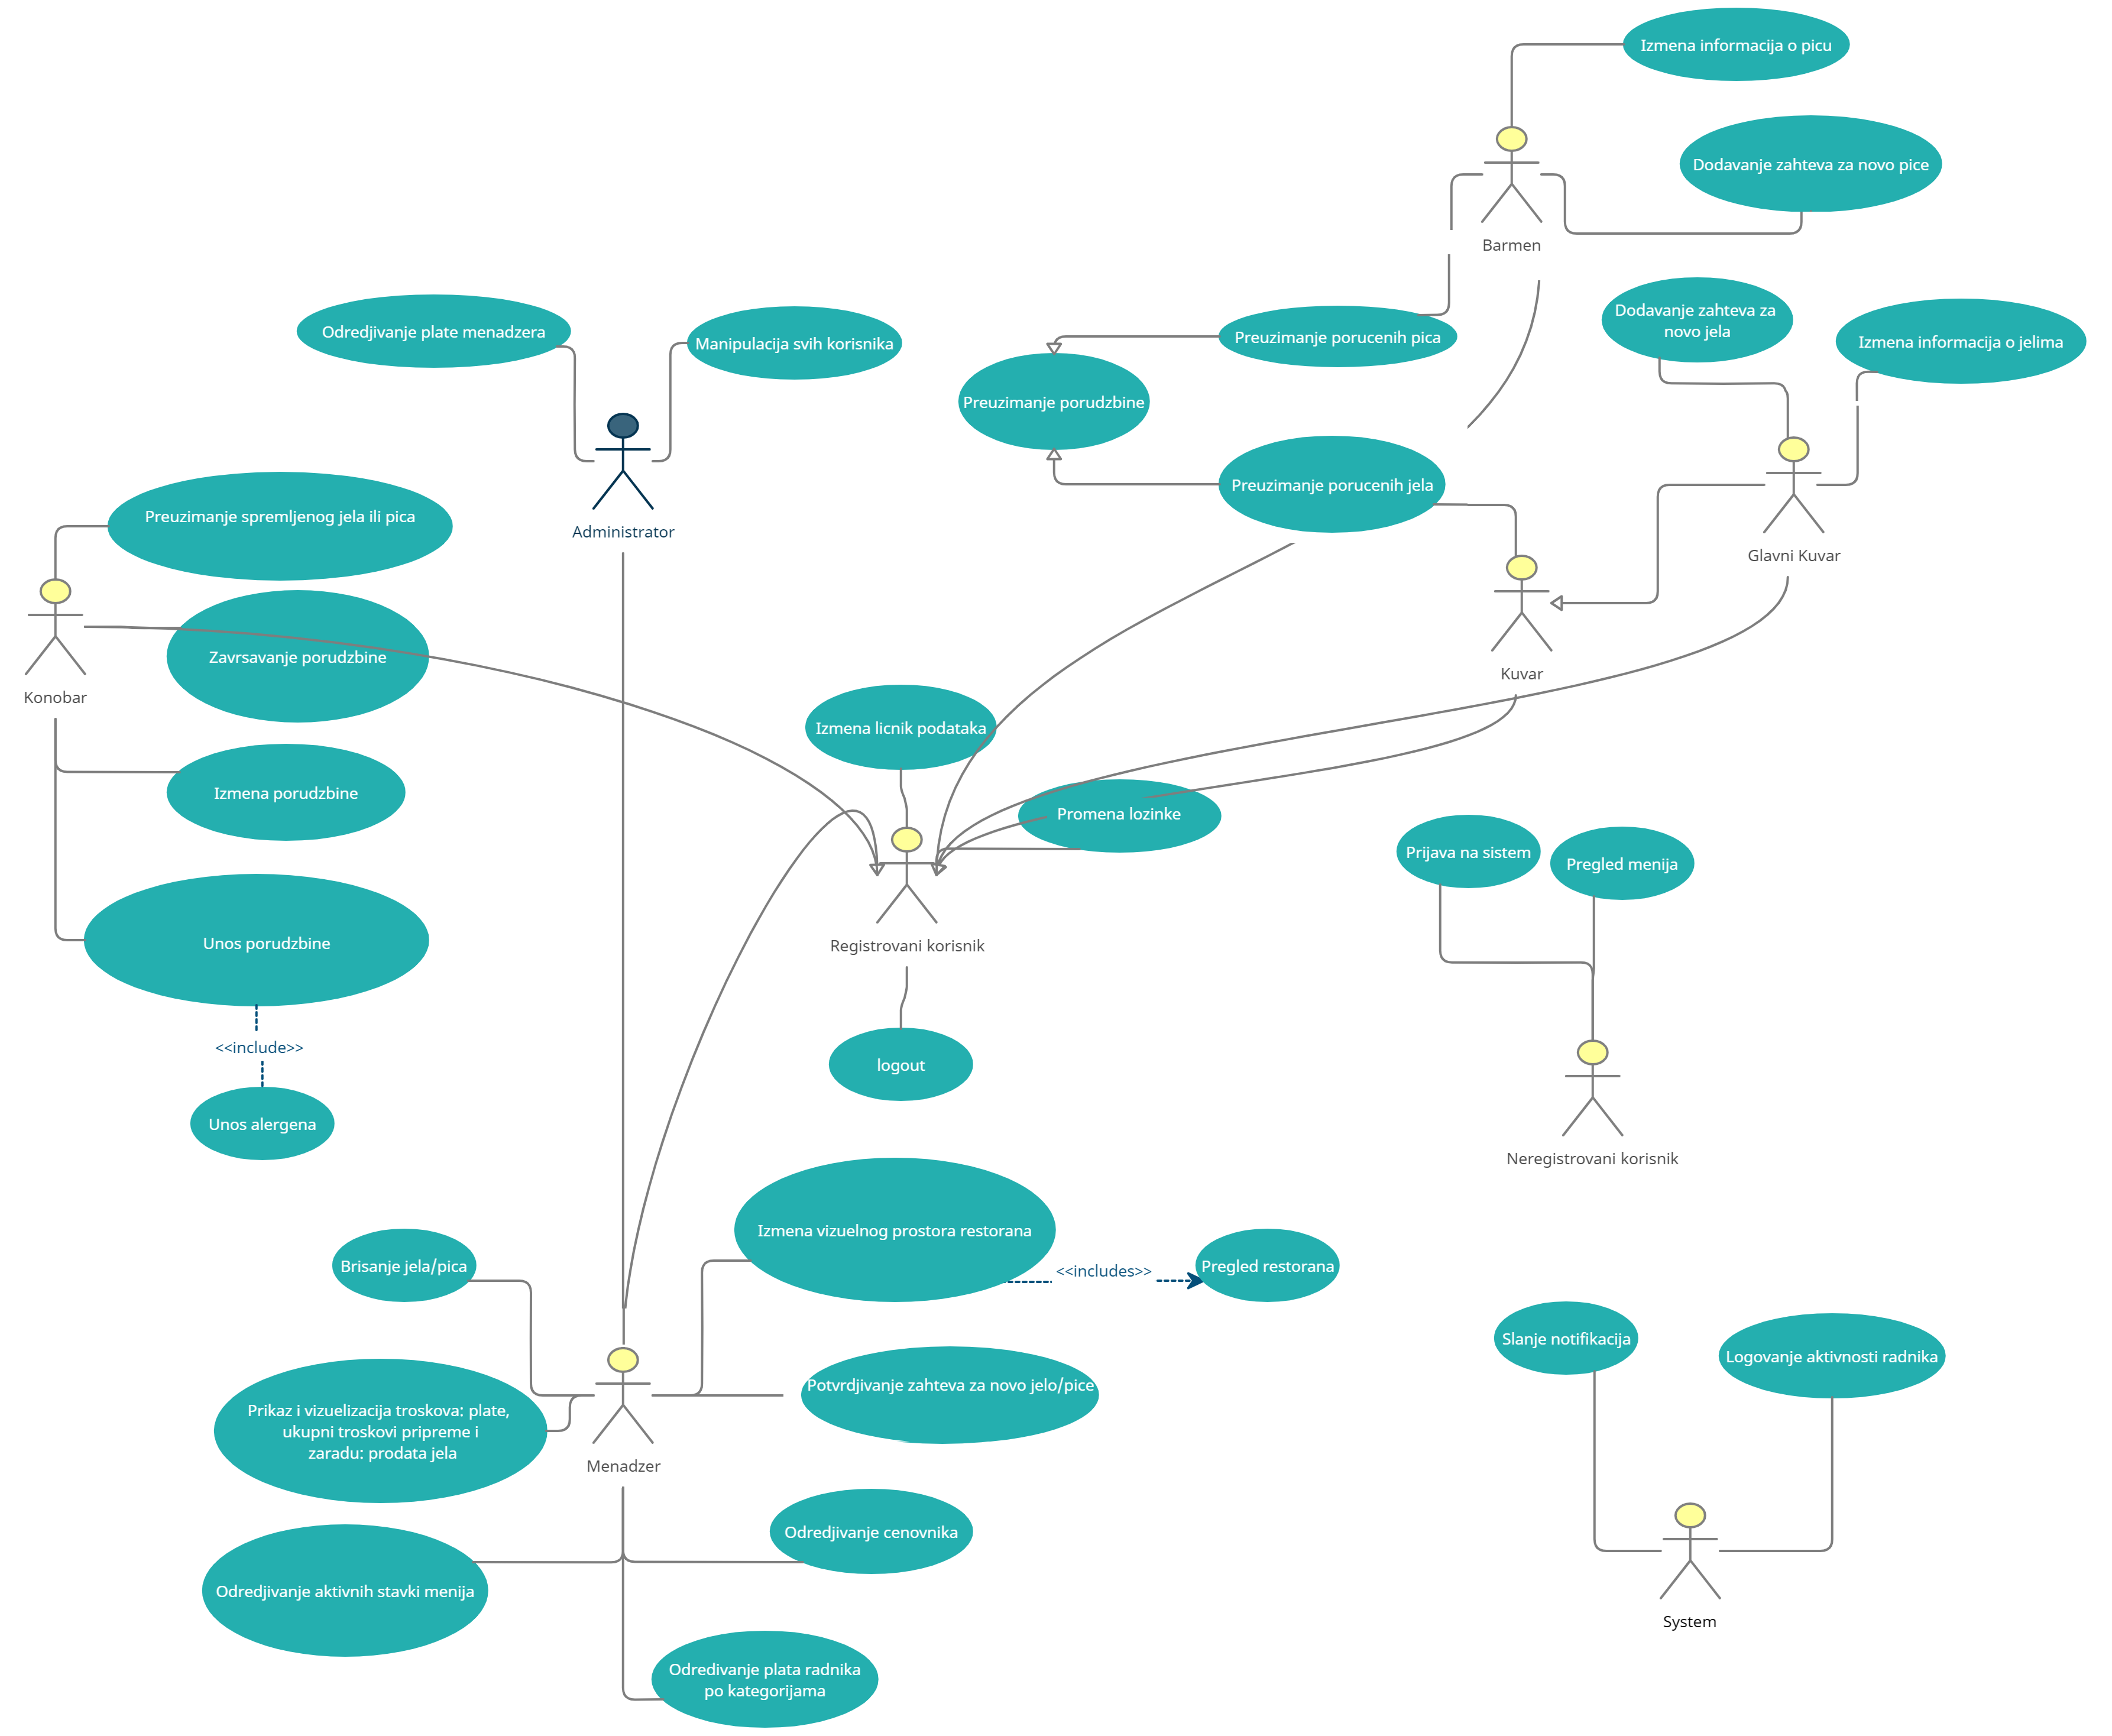 Izmena informacija o picu
Dodavanje zahteva za novo pice
Barmen
Odredjivanje plate menadzera
Manipulacija svih korisnika
Preuzimanje porucenih pica
Dodavanje zahteva za
novo jela
Izmena informacija o jelima
Preuzimanje porudzbine
Preuzimanje porucenih jela
Administrator
Glavni Kuvar
Preuzimanje spremljenog jela ili pica
Zavrsavanje porudzbine
Konobar
Kuvar
Izmena licnik podataka
Izmena porudzbine
Promena lozinke
Prijava na sistem
Pregled menija
Unos porudzbine
Registrovani korisnik
<<include>>
logout
Unos alergena
Neregistrovani korisnik
Izmena vizuelnog prostora restorana
Brisanje jela/pica
<<includes>>
Pregled restorana
Slanje notifikacija
Logovanje aktivnosti radnika
Potvrdjivanje zahteva za novo jelo/pice
Prikaz i vizuelizacija troskova: plate,
ukupni troskovi pripreme i
zaradu: prodata jela
Menadzer
Odredjivanje cenovnika
Odredjivanje aktivnih stavki menija
System
Odredivanje plata radnika
po kategorijama